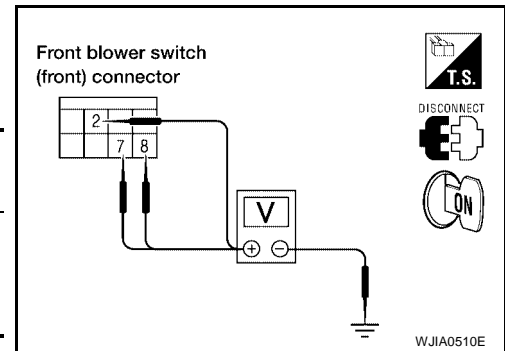 Front blower switch
(front) connector
T.S.
DISCONNECT
2
7 8
V
ON
+ −
WJIA0510E